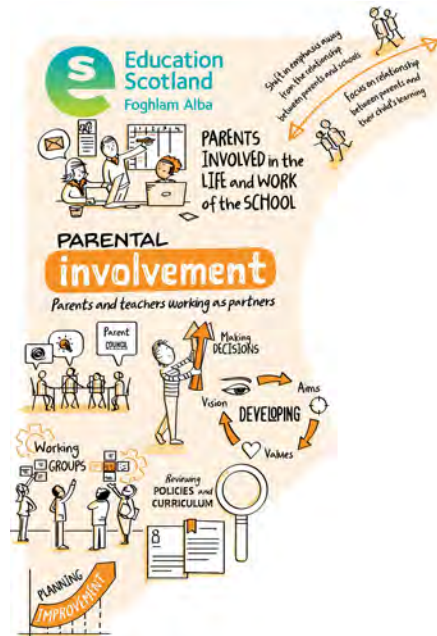 Education
Scotland
Foghlam Alba
Shift in emphasis away
from the relationship
between parents and schools
Focus on relationship
between parents and
their child's learning
PARENTS
INVOLVED in the
LIFE and WORK
of the SCHOOL
PARENTAL
involvement
Parents and teachers working as partners
Parent
COUNCIL
Making
DECISIONS
Vision
Aims
DEVELOPING
Values
Working
GROUPS
Reviewing
POLICIES and
CURRICULUM
PLANNING
IMPROVEMENT